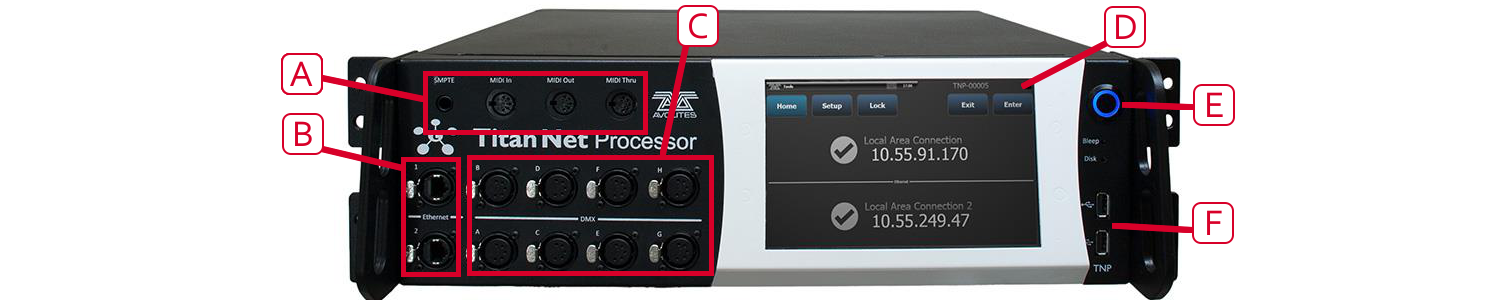 A
B
C
D
E
F
SMPTE
MIDI In
MIDI Out
MIDI Thru
AVOLITES
Titan Net Processor
1
Ethernet
2
B
D
F
H
DMX
A
C
E
G
Tools
17:05
TNP-00005
Home
Setup
Lock
Exit
Enter
Local Area Connection
10.55.91.170
Ethernet
Local Area Connection 2
10.55.249.47
Bleep
Disk
TNP